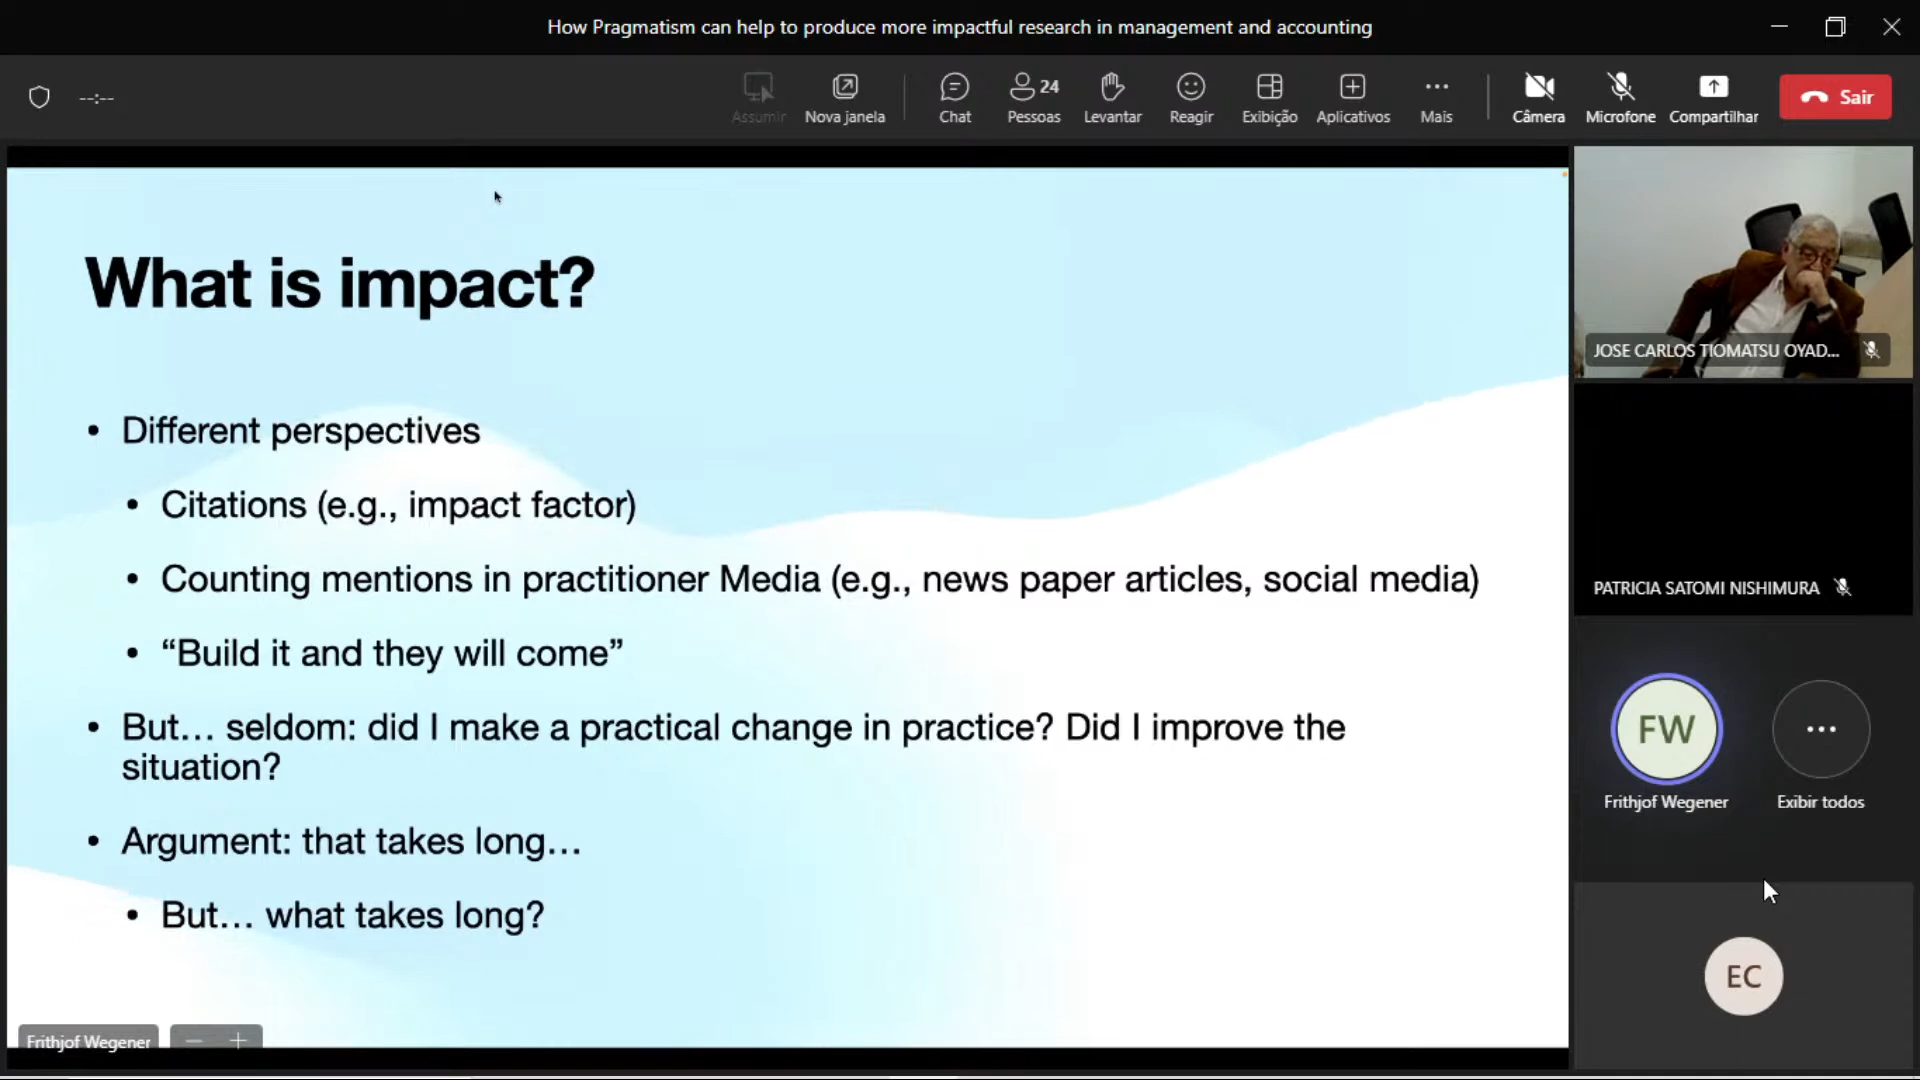 How Pragmatism can help to produce more impactful research in management and accounting
--:--
Assumir
Nova janela
Chat
24
Pessoas
Levantar
Reagir
Exibição
Aplicativos
Mais
Câmera
Microfone
Compartilhar
Sair
What is impact?
• Different perspectives
• Citations (e.g., impact factor)
• Counting mentions in practitioner Media (e.g., news paper articles, social media)
• “Build it and they will come”
• But… seldom: did I make a practical change in practice? Did I improve the
situation?
• Argument: that takes long…
• But… what takes long?
Frithjof Wegener
JOSE CARLOS TIOMATSU OYAD...
PATRICIA SATOMI NISHIMURA
FW
Frithjof Wegener
Exibir todos
EC